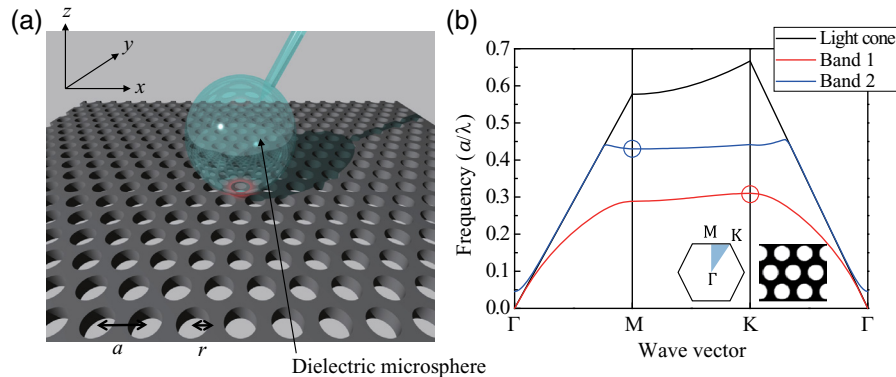 (a)
z
y
x
a
r
Dielectric microsphere
(b)
Light cone
Band 1
Band 2
Frequency (a/λ)
0.7
0.6
0.5
0.4
0.3
0.2
0.1
0.0
M
K
Γ
Γ
M
K
Γ
Wave vector